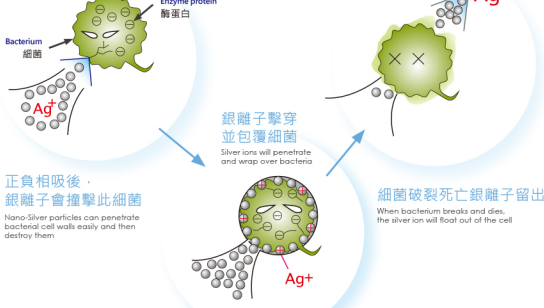 Enzyme protein
酶蛋白
Bacterium
細菌
Ag+
正負相吸後，
銀離子會撞擊此細菌
Nano-Silver particles can penetrate
bacterial cell walls easily and then
destroy them
銀離子擊穿
並包覆細菌
Silver ions will penetrate
and wrap over bacteria
Ag+
Ag+
細菌破裂死亡銀離子留出
When bacterium breaks and dies,
the silver ion will float out of the cell